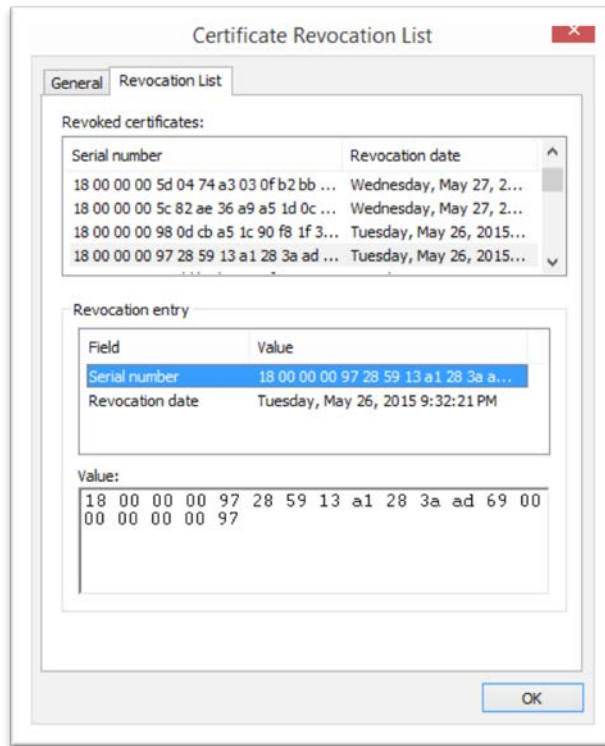 Certificate Revocation List
General Revocation List
Revoked certificates:
Serial number Revocation date
18 00 00 00 5d 04 74 a3 03 0f b2 bb ... Wednesday, May 27, 2...
18 00 00 00 5c 82 ae 36 a9 a5 1d 0c ... Wednesday, May 27, 2...
18 00 00 00 98 0d cb a5 1c 90 f8 1f 3... Tuesday, May 26, 2015...
18 00 00 00 97 28 59 13 a1 28 3a ad ... Tuesday, May 26, 2015...
Revocation entry
Field Value
Serial number 18 00 00 00 97 28 59 13 a1 28 3a a...
Revocation date Tuesday, May 26, 2015 9:32:21 PM
Value:
18 00 00 00 97 28 59 13 a1 28 3a ad 69 00
00 00 00 00 97
OK